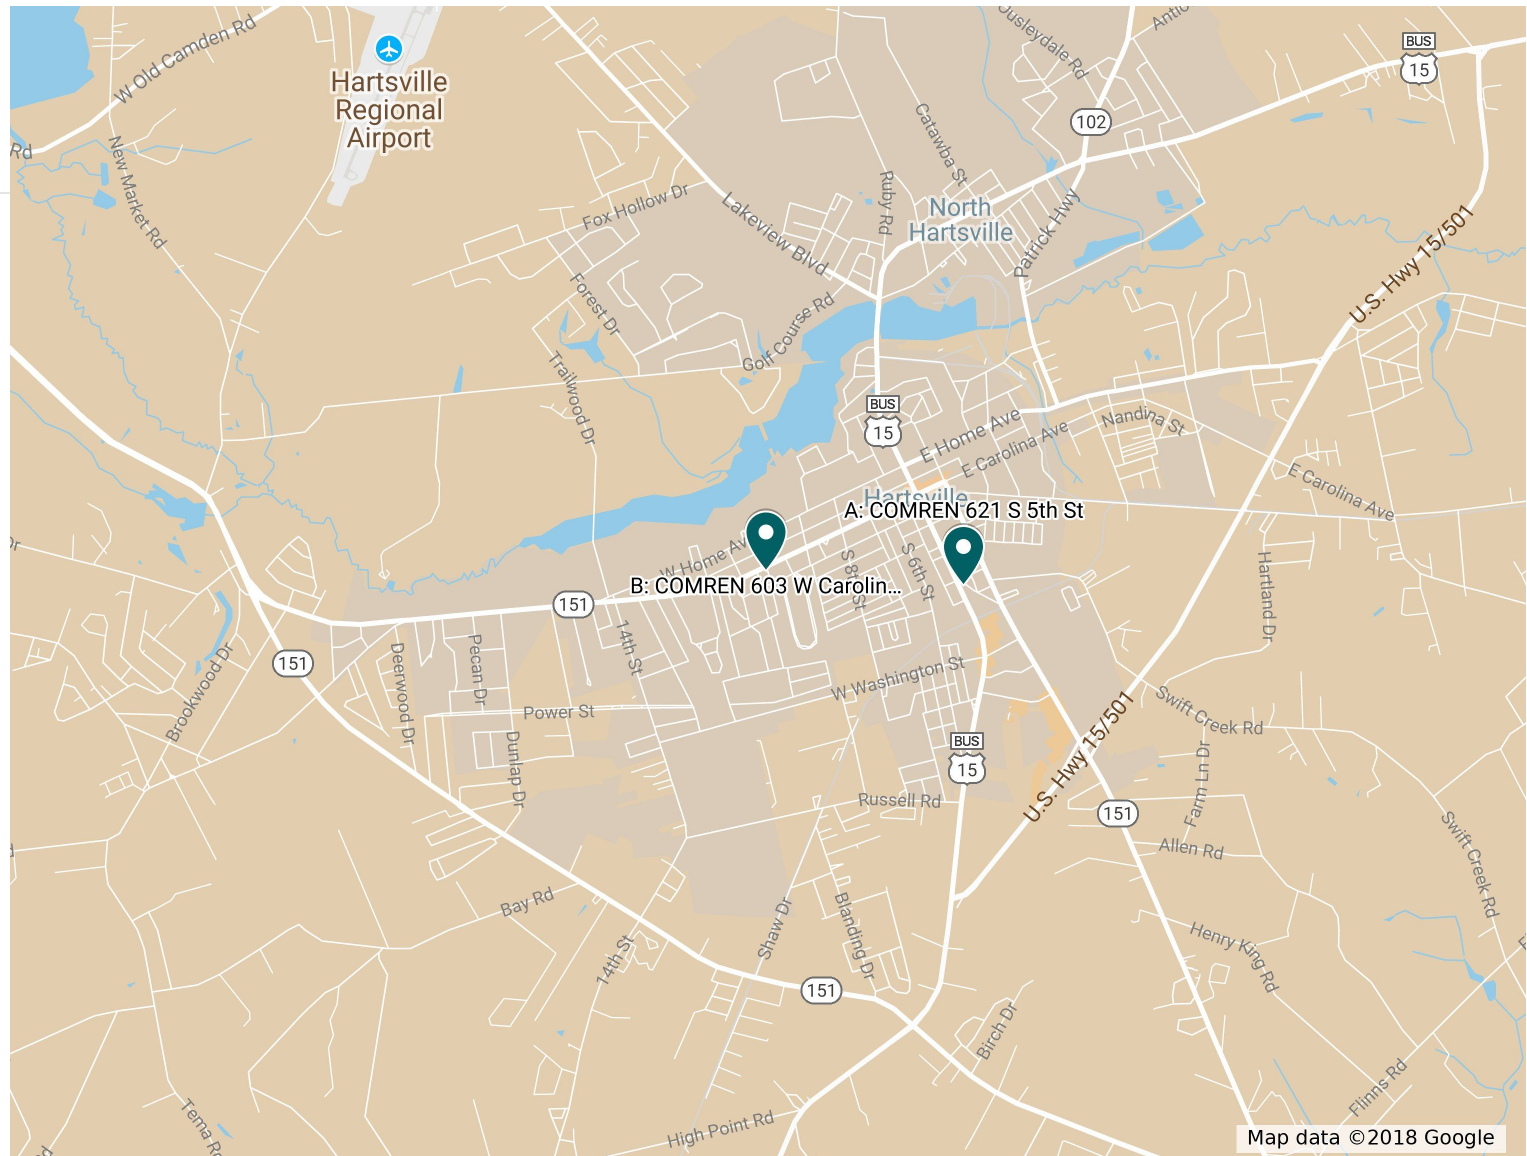 W Old Camden Rd
Hartsville
Regional
Airport
Ousleydale Rd
BUS
15
102
Catawba St
Rd
New Market Rd
Fox Hollow Dr
Lakeview Blvd
Ruby Rd
North
Hartsville
Patrick Hwy
U.S. Hwy 15/501
Forest Dr
Golf Course Rd
Trailwood Dr
BUS
15
E Home Ave
E Carolina Ave
Nandina St
E Carolina Ave
Hartsville
A: COMREN 621 S 5th St
W Home Av
B: COMREN 603 W Carolin…
S 8th St
S 6th St
Hartland Dr
151
14th St
151
Deerwood Dr
Pecan Dr
Brookwood Dr
W Washington St
Power St
Swift Creek Rd
U.S. Hwy 15/501
Dunlap Dr
BUS
15
Farm Ln Dr
Russell Rd
151
Allen Rd
Swift Creek Rd
Bay Rd
Shaw Dr
Blanding Dr
14th St
Henry King Rd
151
Birch Dr
Flinns Rd
Tema R
High Point Rd
Map data ©2018 Google